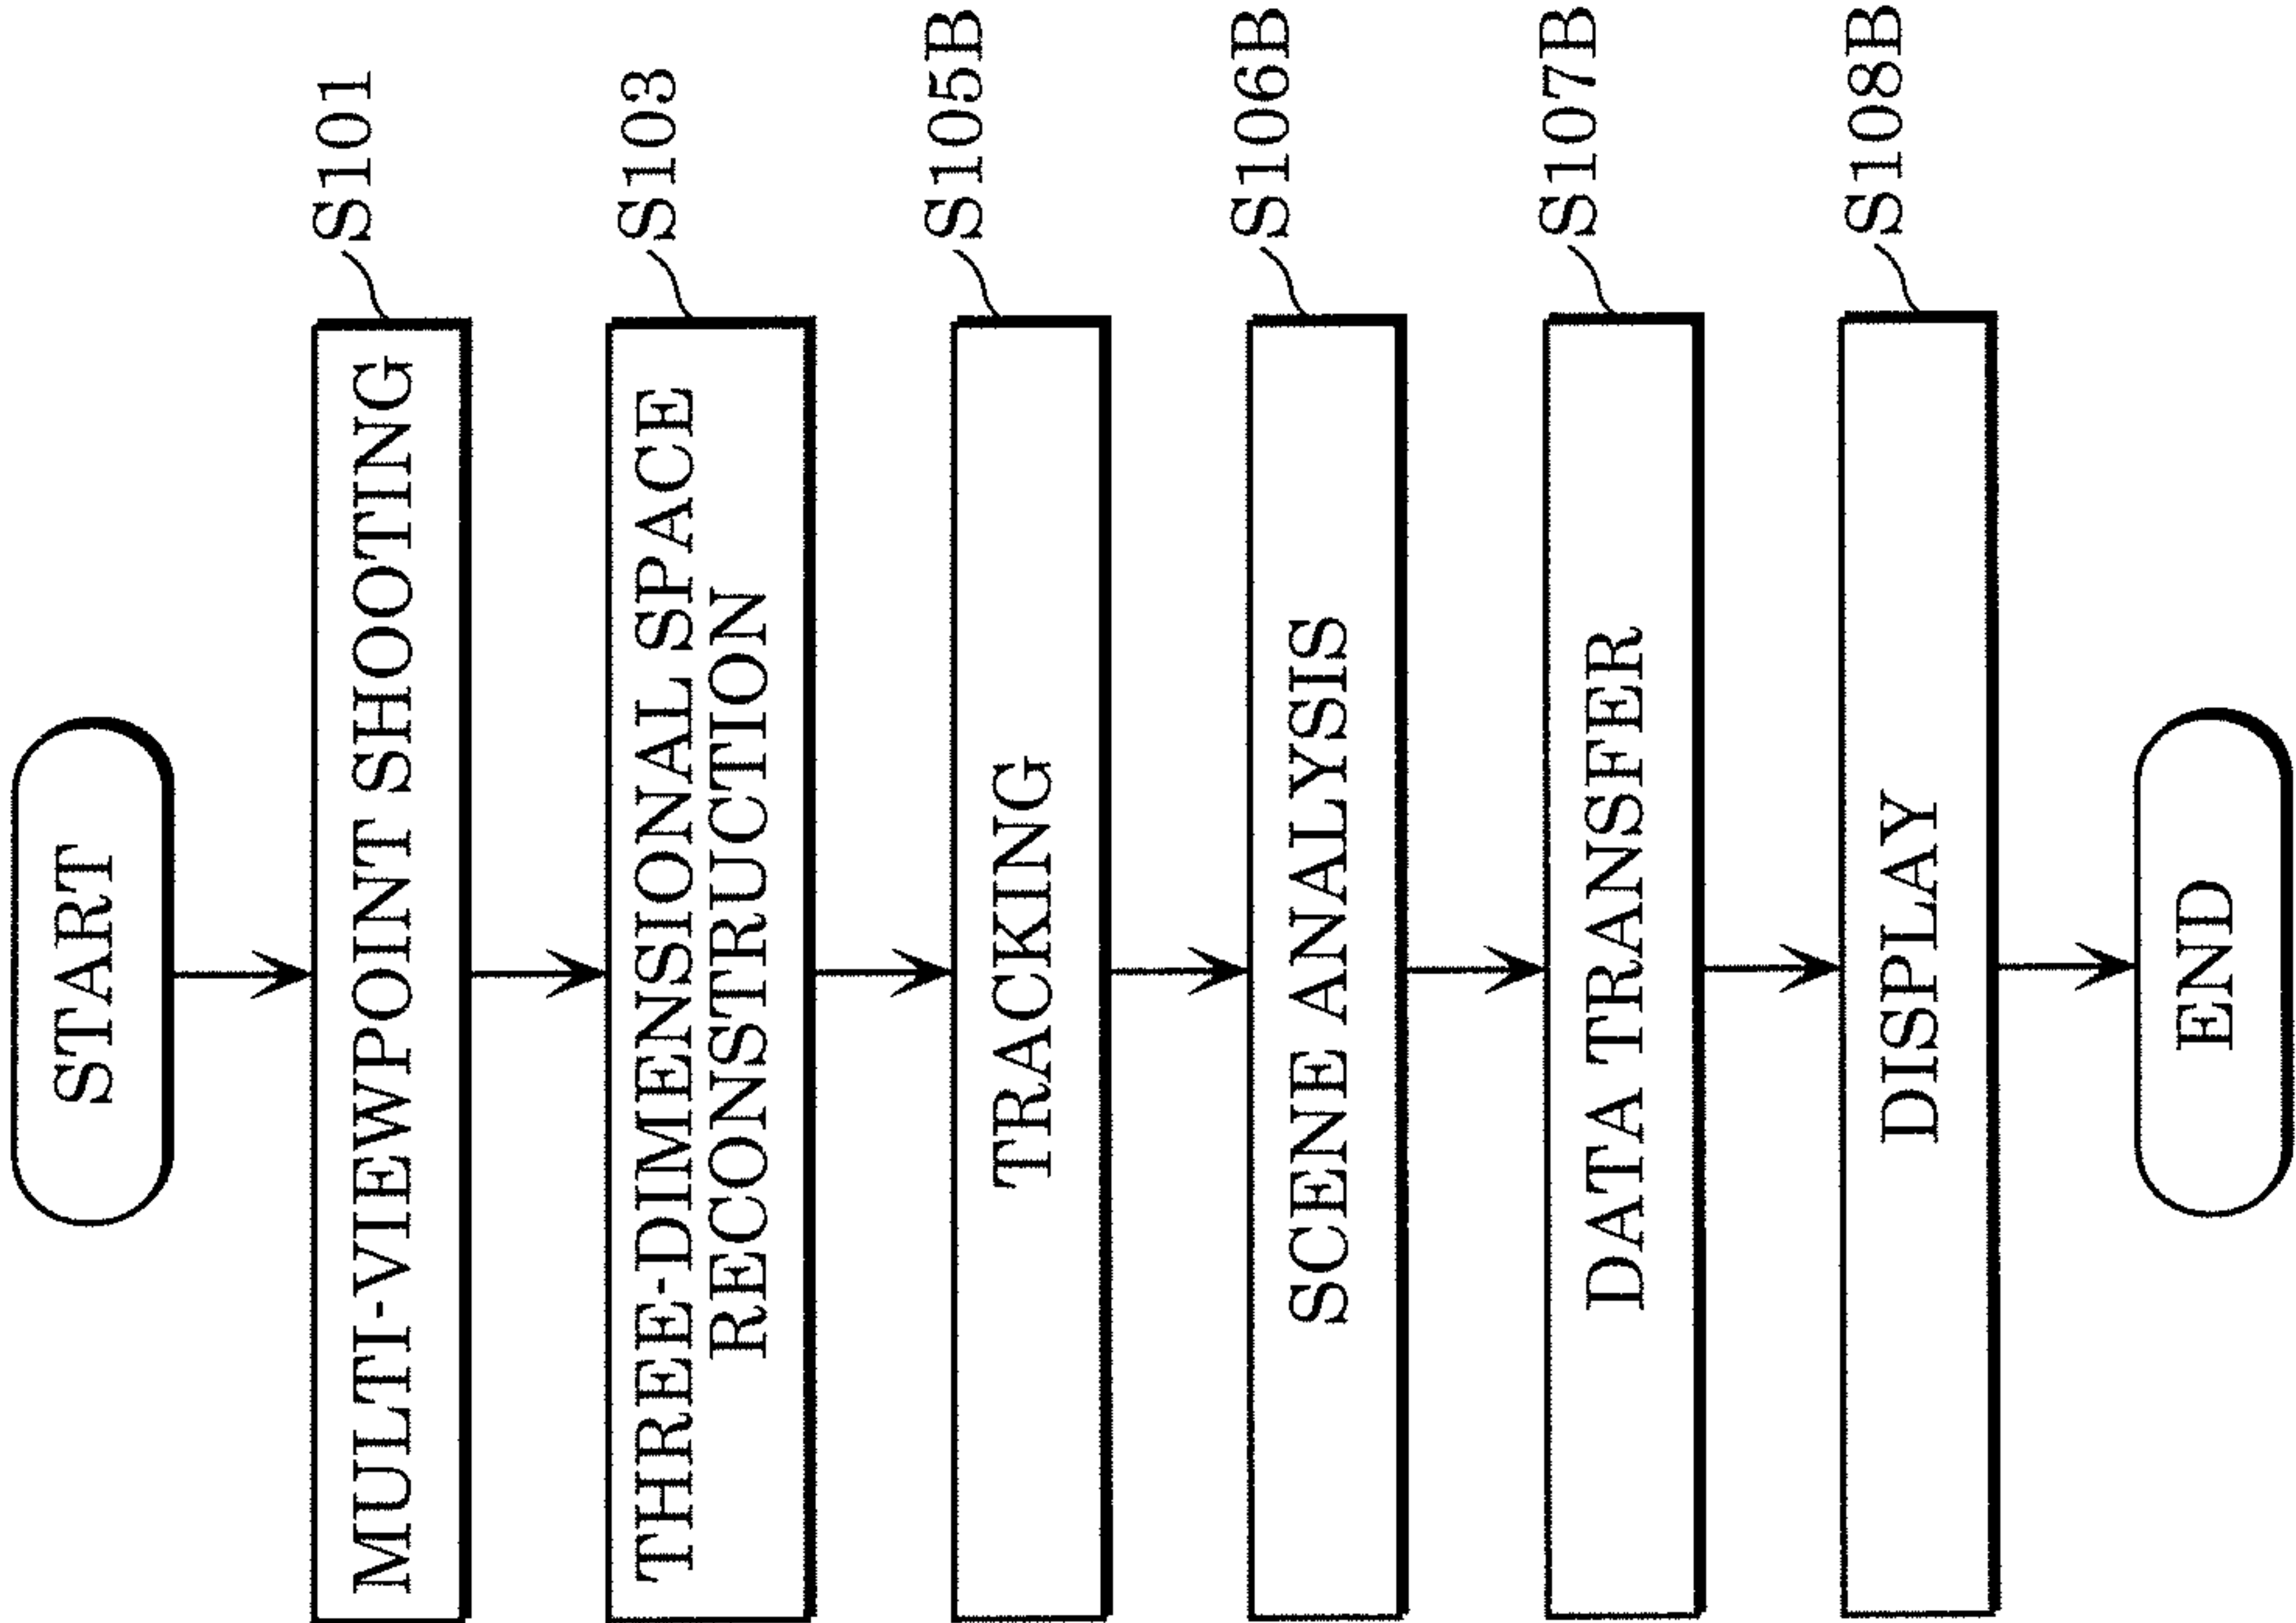 START
MULTI-VIEWPOINT SHOOTING
S101
THREE-DIMENSIONAL SPACE
RECONSTRUCTION
S103
TRACKING
S105B
SCENE ANALYSIS
S106B
DATA TRANSFER
S107B
DISPLAY
S108B
END